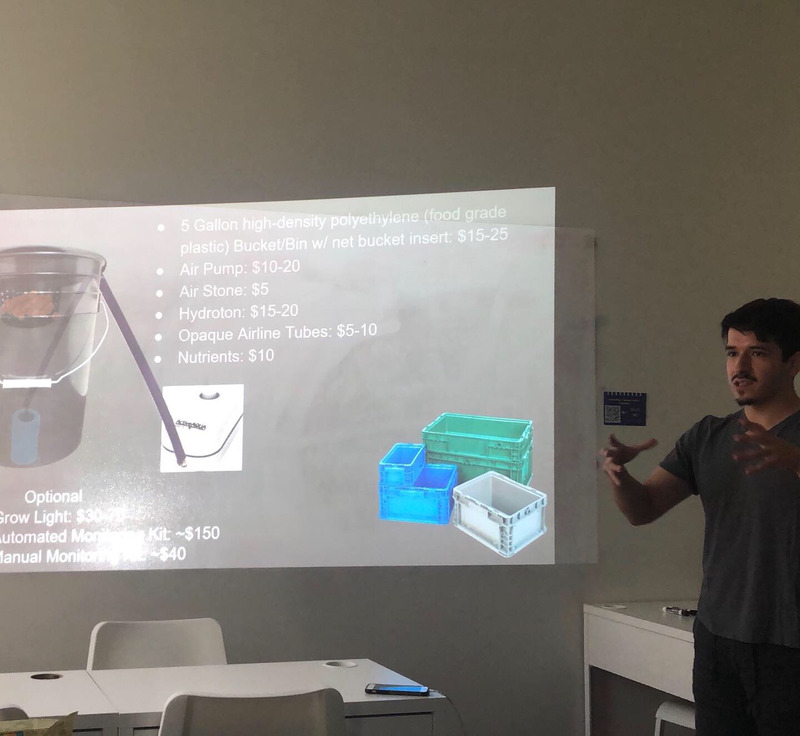 5 Gallon high-density polyethylene (food grade
plastic) Bucket/Bin w/ net bucket insert: $15-25
Air Pump: $10-20
Air Stone: $5
Hydroton: $15-20
Opaque Airline Tubes: $5-10
Nutrients: $10
Optional
Grow Light: $30-
Automated Monitoring Kit: ~$150
Manual Monitoring ~$40